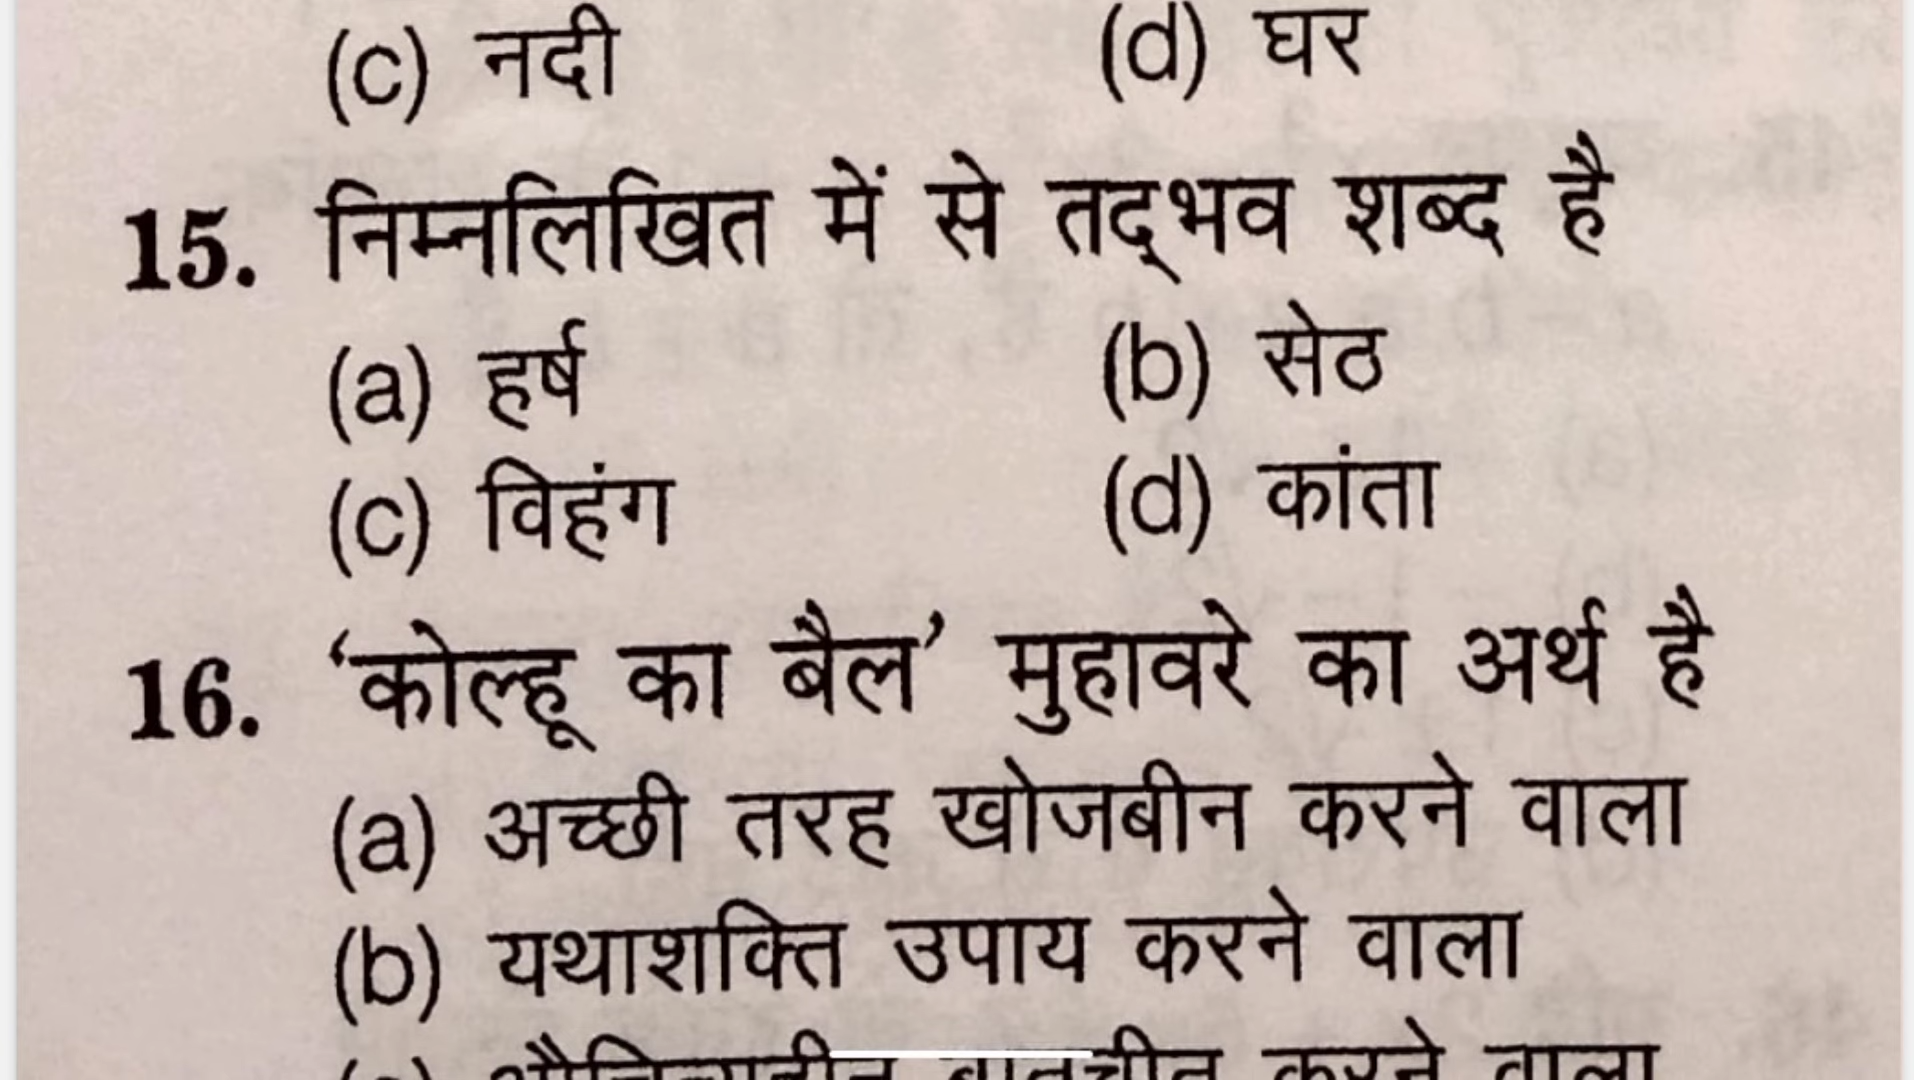 (c) नदी (d) घर
15. निम्नलिखित में से तद्भव शब्द है
(a) हर्ष (b) सेठ
(c) विहंग (d) कांता
16. ‘कोल्हू का बैल’ मुहावरे का अर्थ है
(a) अच्छी तरह खोजबीन करने वाला
(b) यथाशक्ति उपाय करने वाला
करने वाला